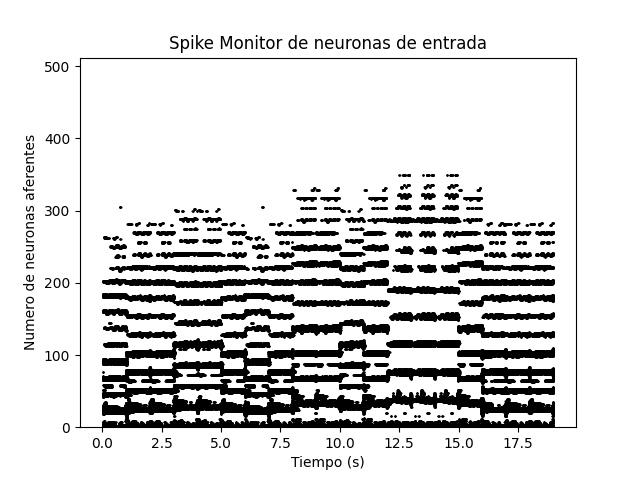 Spike Monitor de neuronas de entrada
Numero de neuronas aferentes
500
400
300
200
100
0
0.0 2.5 5.0 7.5 10.0 12.5 15.0 17.5
Tiempo (s)